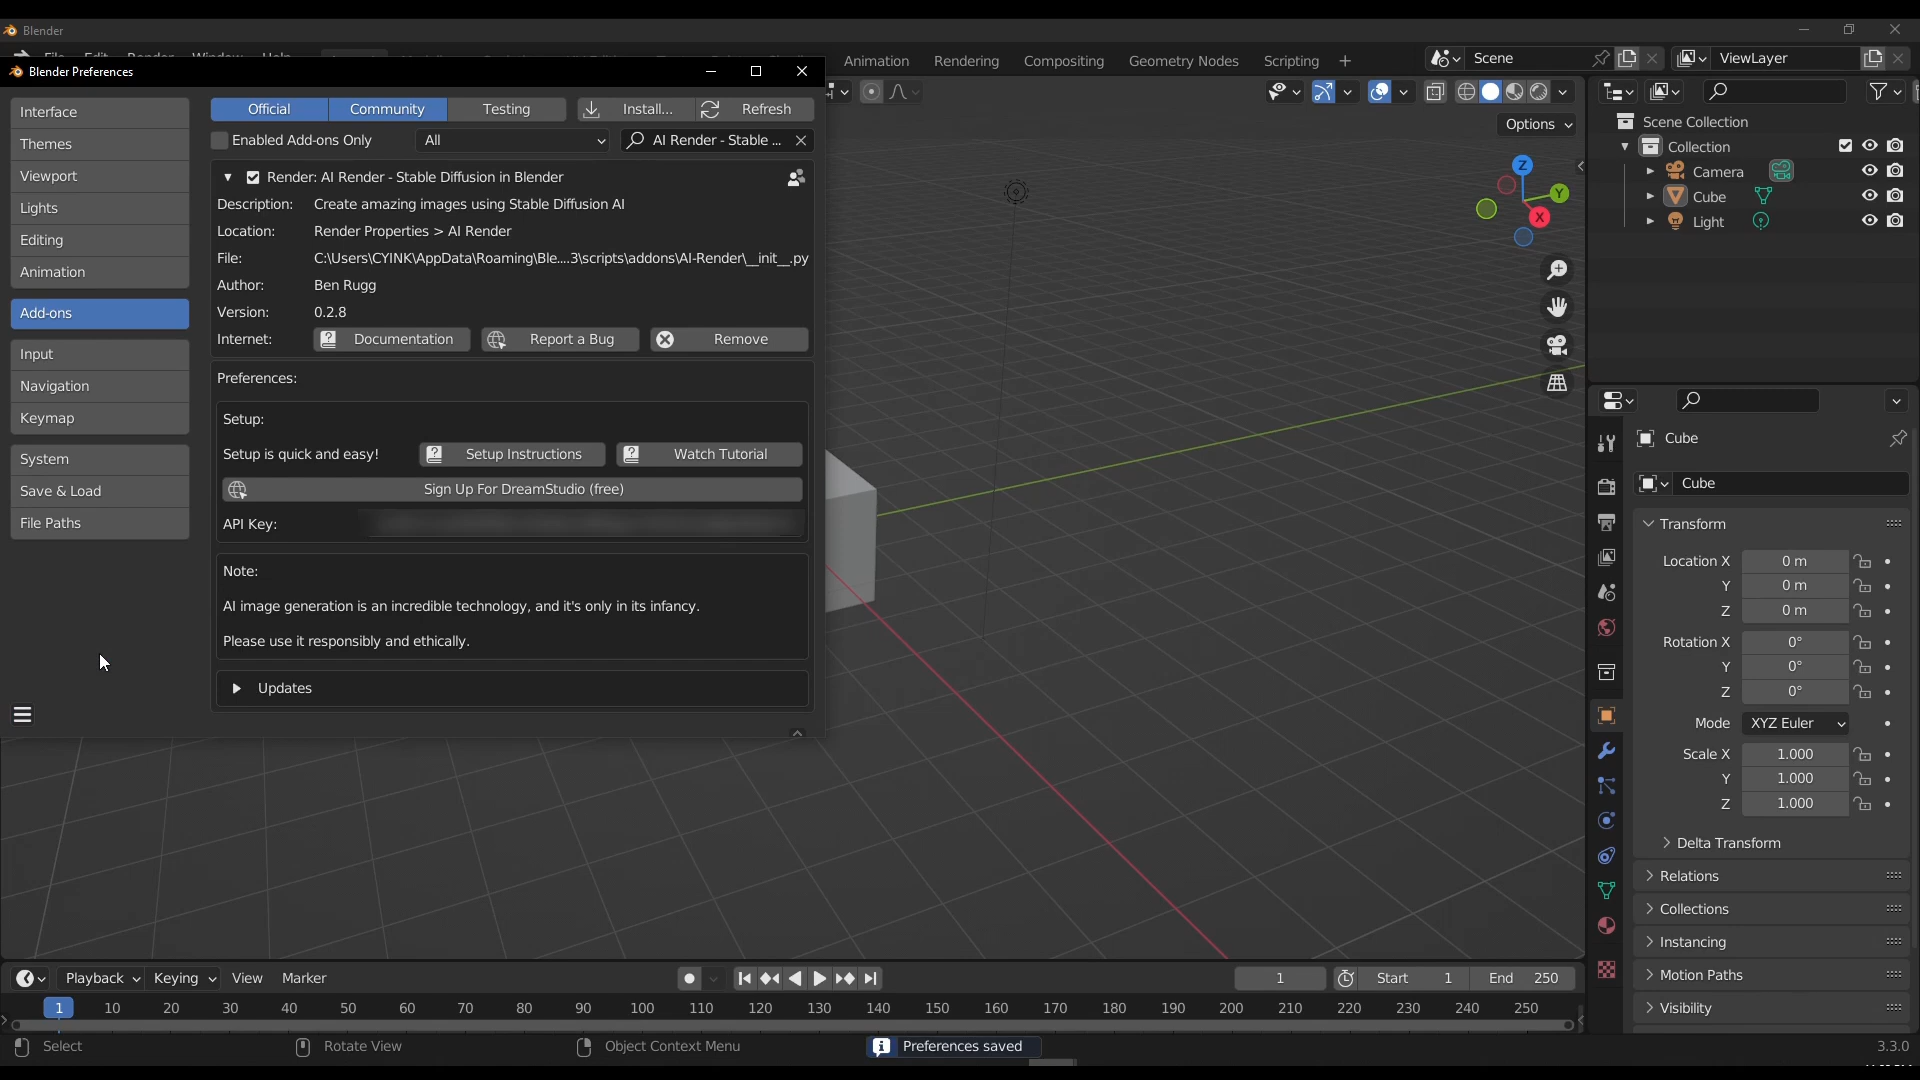 Blender
Animation Rendering Compositing Geometry Nodes Scripting +
Scene
ViewLayer
Blender Preferences
Interface
Themes
Viewport
Lights
Editing
Animation
Add-ons
Input
Navigation
Keymap
System
Save & Load
File Paths
Official Community Testing Install... Refresh
Enabled Add-ons Only All AI Render - Stable ...
Render: AI Render - Stable Diffusion in Blender
Description: Create amazing images using Stable Diffusion AI
Location: Render Properties > AI Render
File: C:\Users\CYINK\AppData\Roaming\Ble....3\scripts\addons\AI-Render\__init__.py
Author: Ben Rugg
Version: 0.2.8
Internet: Documentation Report a Bug Remove
Preferences:
Setup:
Setup is quick and easy! Setup Instructions Watch Tutorial
Sign Up For DreamStudio (free)
API Key:
Note:
AI image generation is an incredible technology, and it's only in its infancy.
Please use it responsibly and ethically.
Updates
Options
Z
Y
X
Scene Collection
Collection
Camera
Cube
Light
Cube
Cube
Transform
Location X 0 m
Y 0 m
Z 0 m
Rotation X 0°
Y 0°
Z 0°
Mode XYZ Euler
Scale X 1.000
Y 1.000
Z 1.000
Delta Transform
Relations
Collections
Instancing
Motion Paths
Visibility
Playback Keying View Marker
1 Start 1 End 250
1 10 20 30 40 50 60 70 80 90 100 110 120 130 140 150 160 170 180 190 200 210 220 230 240 250
Select Rotate View Object Context Menu Preferences saved 3.3.0